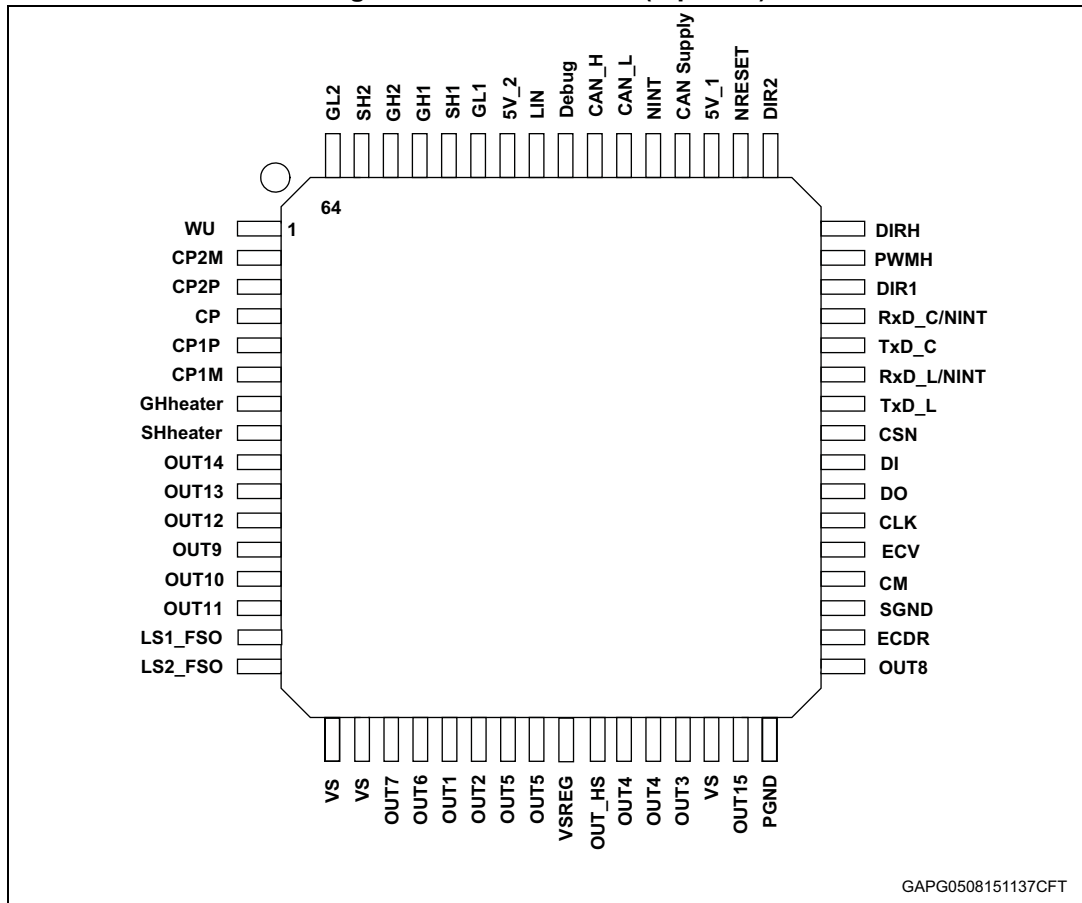 GL2
SH2
GH2
GH1
SH1
GL1
5V_2
LIN
Debug
CAN_H
CAN_L
NINT
CAN Supply
5V_1
NRESET
DIR2
64
1
WU
CP2M
CP2P
CP
CP1P
CP1M
GHheater
SHheater
OUT14
OUT13
OUT12
OUT9
OUT10
OUT11
LS1_FSO
LS2_FSO
DIRH
PWMH
DIR1
RxD_C/NINT
TxD_C
RxD_L/NINT
TxD_L
CSN
DI
DO
CLK
ECV
CM
SGND
ECDR
OUT8
VS
VS
OUT7
OUT6
OUT1
OUT2
OUT5
OUT5
VSREG
OUT_HS
OUT4
OUT4
OUT3
VS
OUT15
PGND
GAPG0508151137CFT